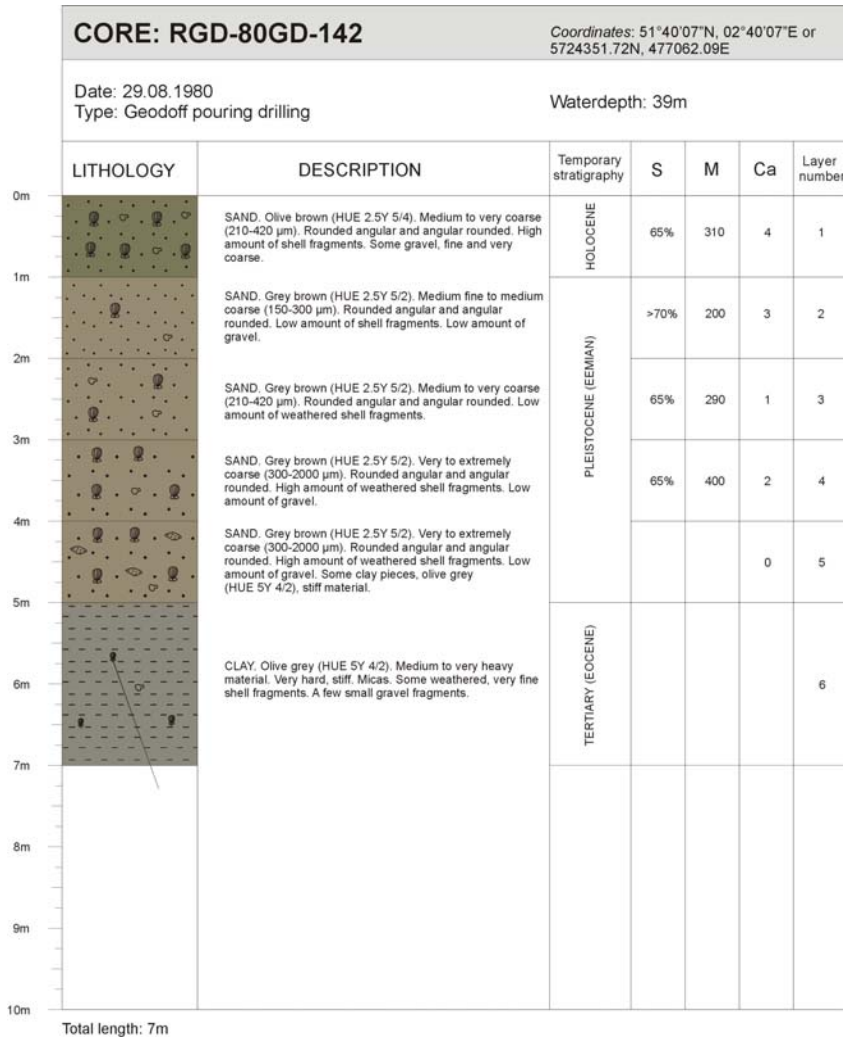 CORE: RGD-80GD-142
Coordinates: 51°40'07"N, 02°40'07"E or
5724351.72N, 477062.09E
Date: 29.08.1980
Type: Geodoff pouring drilling
Waterdepth: 39m
LITHOLOGY
DESCRIPTION
Temporary
stratigraphy
S
M
Ca
Layer
number
0m
SAND. Olive brown (HUE 2.5Y 5/4). Medium to very coarse
(210-420 µm). Rounded angular and angular rounded. High
amount of shell fragments. Some gravel, fine and very
coarse.
HOLOCENE
65%
310
4
1
1m
SAND. Grey brown (HUE 2.5Y 5/2). Medium fine to medium
coarse (150-300 µm). Rounded angular and angular
rounded. Low amount of shell fragments. Low amount of
gravel.
PLEISTOCENE (EEMIAN)
>70%
200
3
2
2m
SAND. Grey brown (HUE 2.5Y 5/2). Medium to very coarse
(210-420 µm). Rounded angular and angular rounded. Low
amount of weathered shell fragments.
65%
290
1
3
3m
SAND. Grey brown (HUE 2.5Y 5/2). Very to extremely
coarse (300-2000 µm). Rounded angular and angular
rounded. High amount of weathered shell fragments. Low
amount of gravel.
65%
400
2
4
4m
SAND. Grey brown (HUE 2.5Y 5/2). Very to extremely
coarse (300-2000 µm). Rounded angular and angular
rounded. High amount of weathered shell fragments. Low
amount of gravel. Some clay pieces, olive grey
(HUE 5Y 4/2), stiff material.
0
5
5m
CLAY. Olive grey (HUE 5Y 4/2). Medium to very heavy
material. Very hard, stiff. Micas. Some weathered, very fine
shell fragments. A few small gravel fragments.
TERTIARY (EOCENE)
6
6m
7m
8m
9m
10m
Total length: 7m